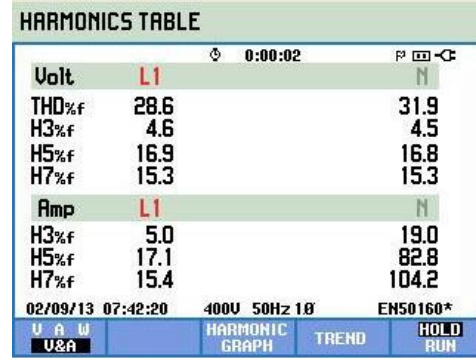 HARMONICS TABLE
0:00:02
Volt L1 N
THD%f 28.6 31.9
H3%f 4.6 4.5
H5%f 16.9 16.8
H7%f 15.3 15.3
Amp L1 N
H3%f 5.0 19.0
H5%f 17.1 82.8
H7%f 15.4 104.2
02/09/13 07:42:20 400V 50Hz 1.0 EN50160*
V A W HARMONIC TREND HOLD
V&A GRAPH RUN